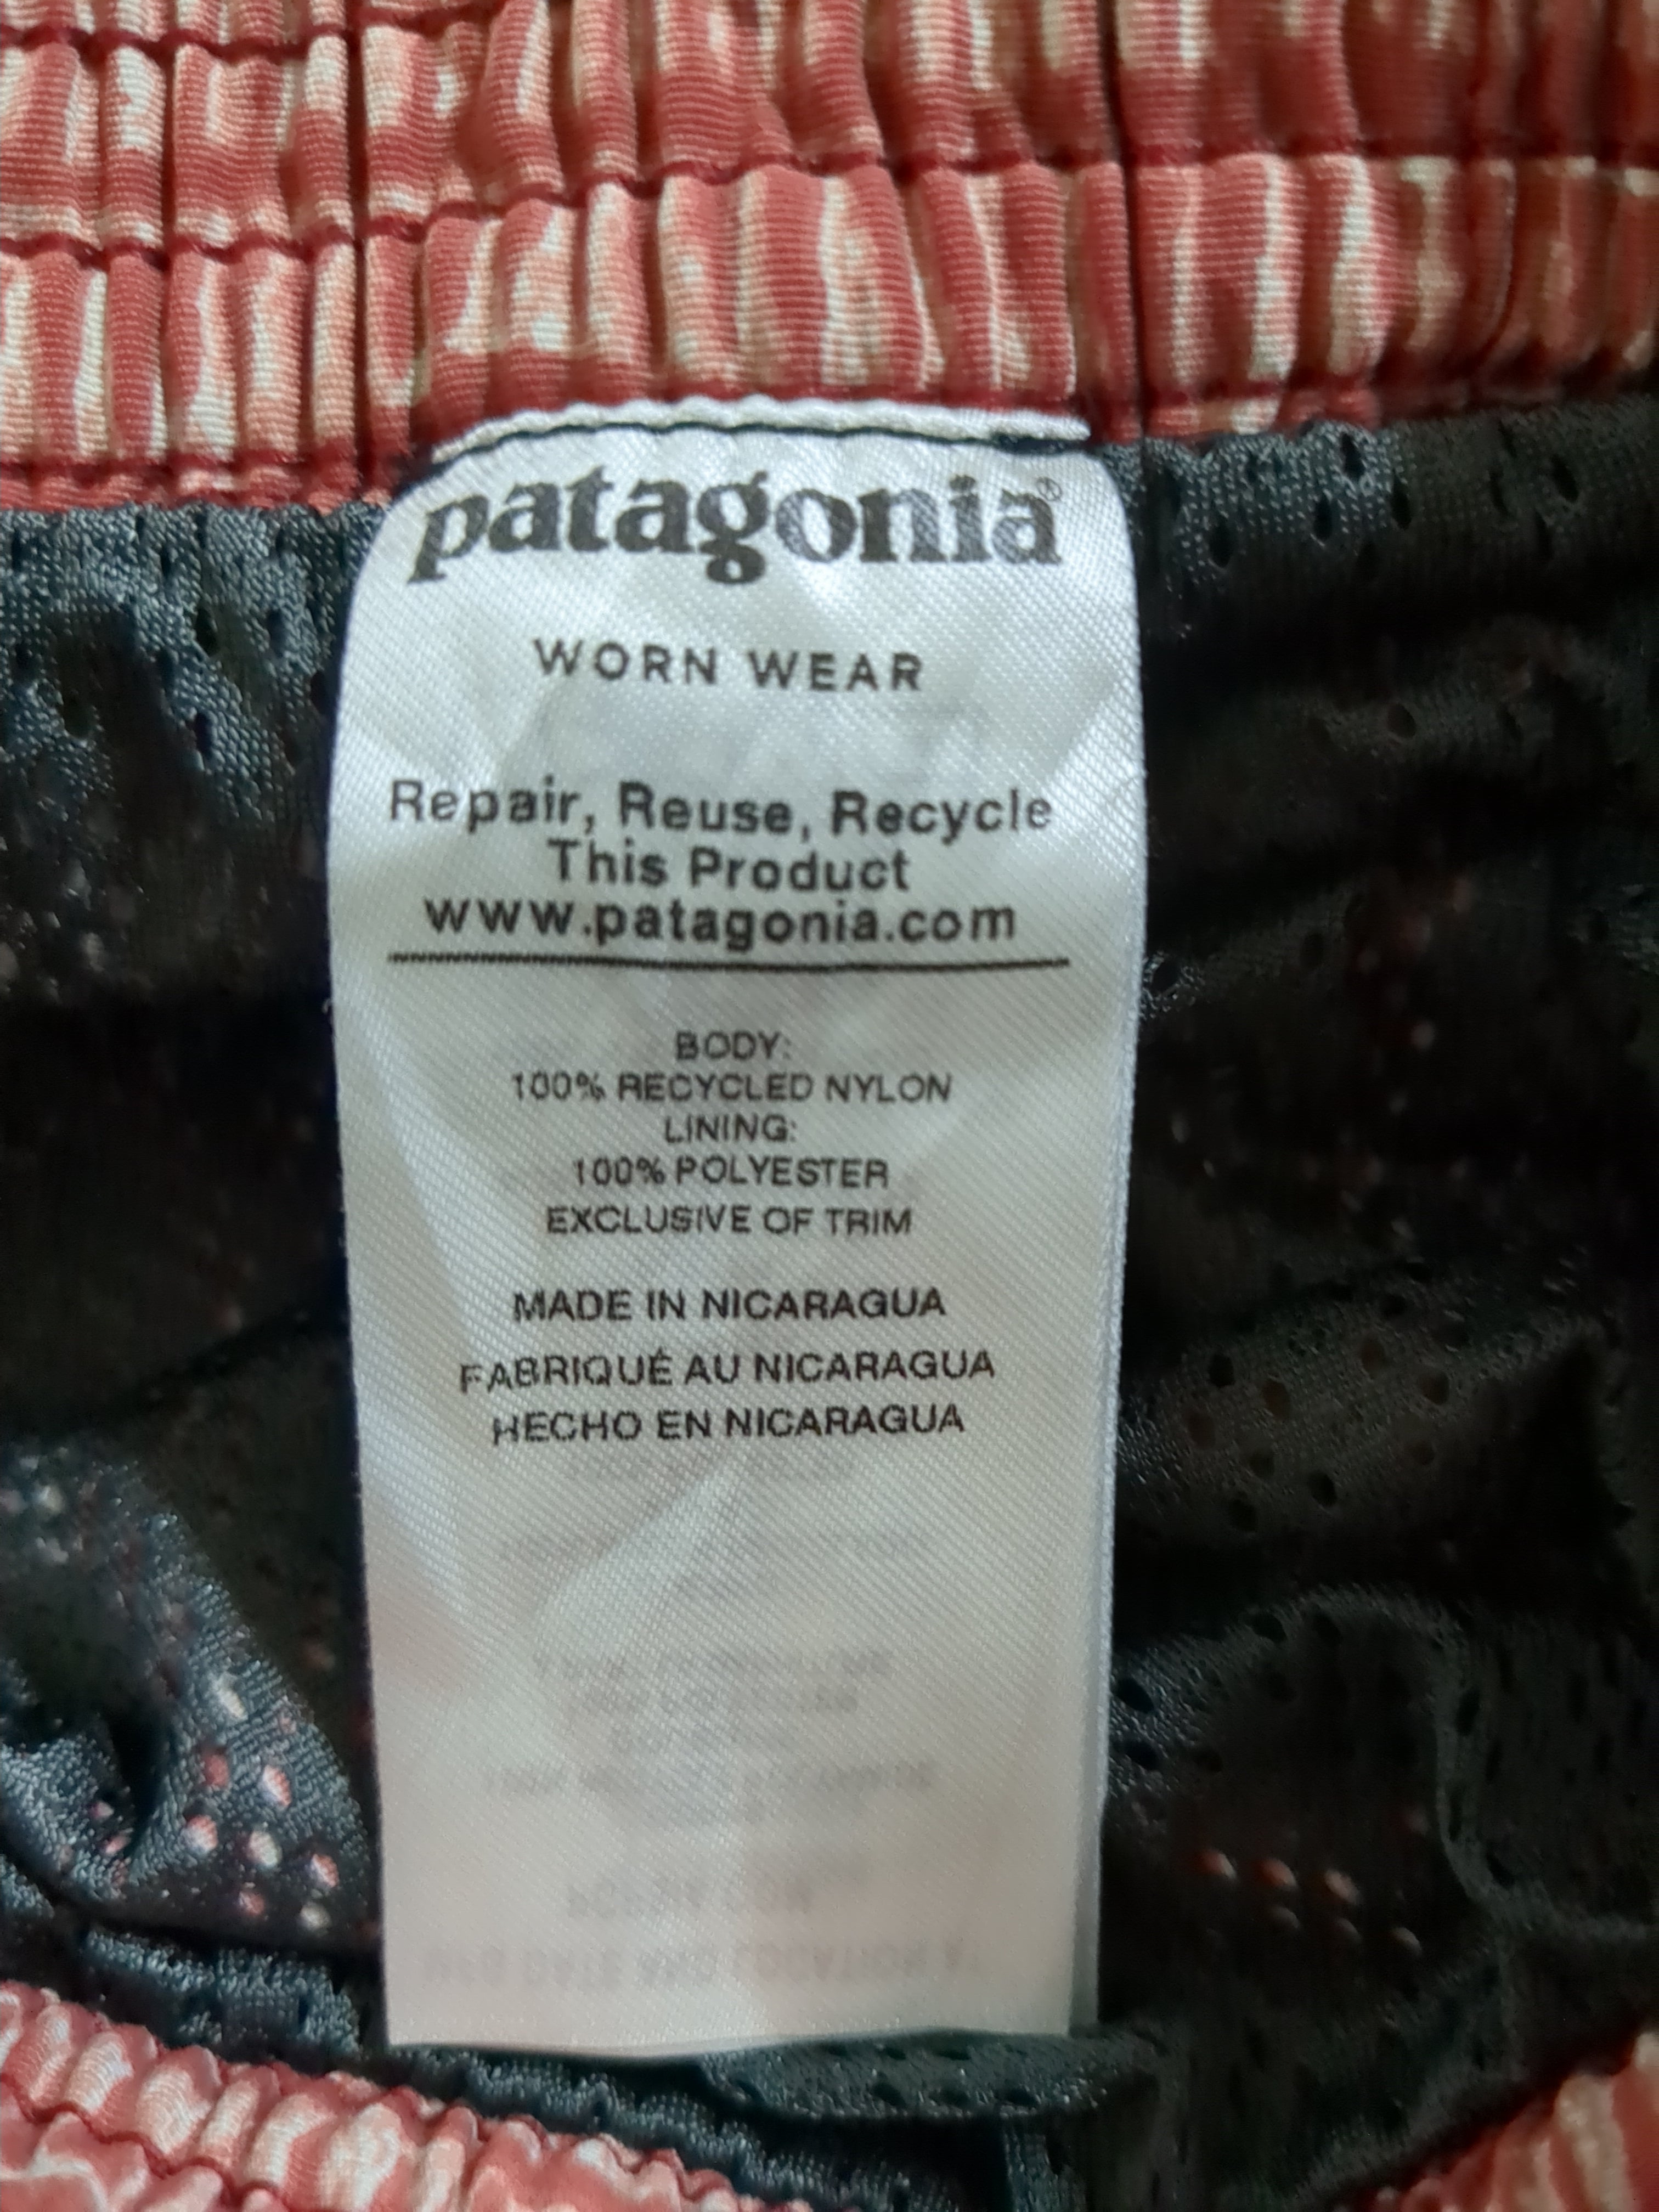 patagonia®
WORN WEAR
Repair, Reuse, Recycle
This Product
www.patagonia.com
BODY:
100% RECYCLED NYLON
LINING:
100% POLYESTER
EXCLUSIVE OF TRIM
MADE IN NICARAGUA
FABRIQUÉ AU NICARAGUA
HECHO EN NICARAGUA